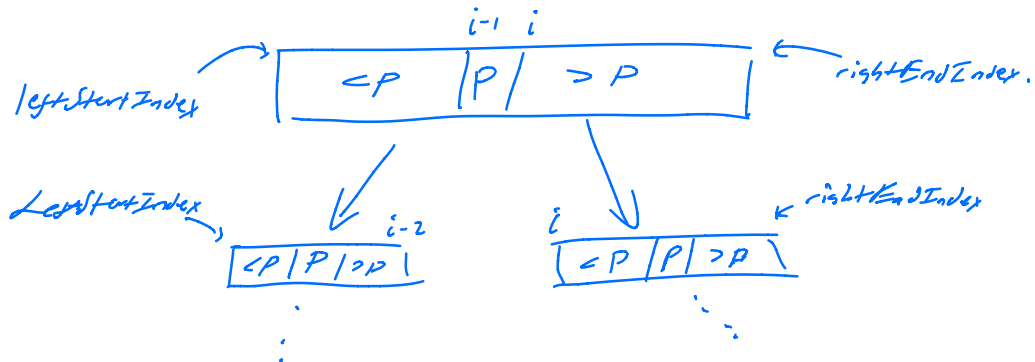 i-1 i
leftStartIndex
<P | P | > P
rightEndIndex.
LeftStartIndex
i-2
i
rightEndIndex
<P | P | >P
<P | P | >P